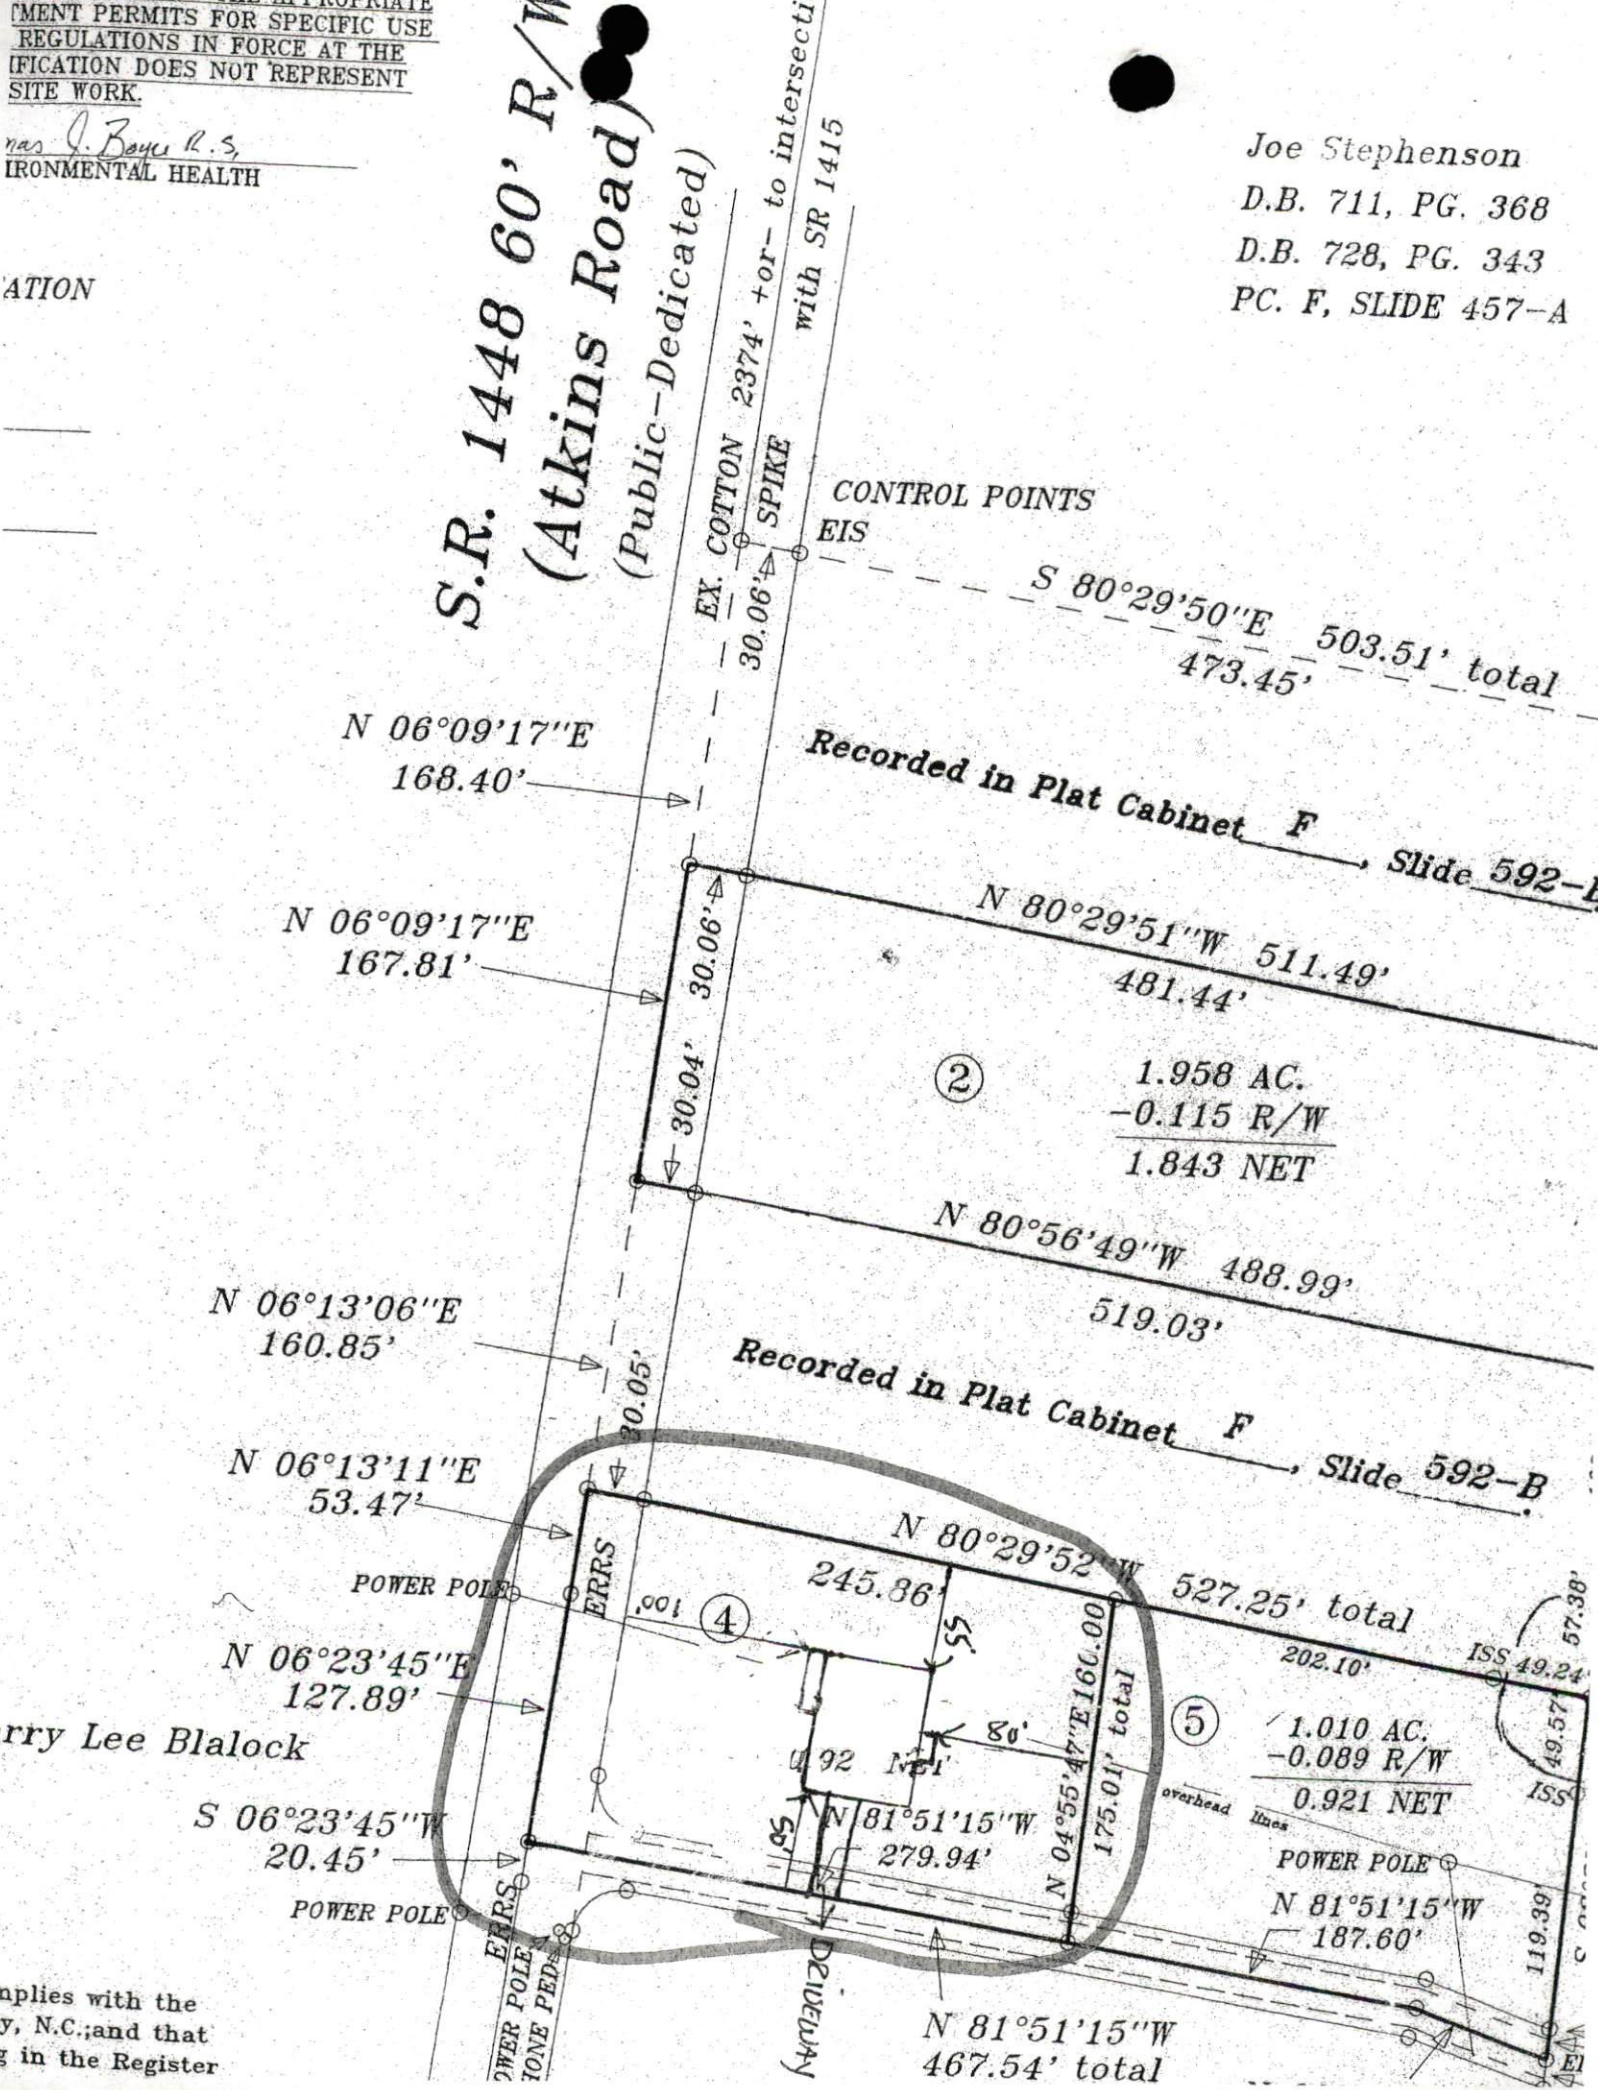 APPROPRIATE
MENT PERMITS FOR SPECIFIC USE
REGULATIONS IN FORCE AT THE
IFICATION DOES NOT REPRESENT
SITE WORK.
mas J. Boyce R.S,
IRONMENTAL HEALTH
ATION
S.R. 1448 60' R/W
(Atkins Road)
(Public-Dedicated)
EX. COTTON SPIKE
2374' +or- to intersecti
with SR 1415
Joe Stephenson
D.B. 711, PG. 368
D.B. 728, PG. 343
PC. F, SLIDE 457-A
CONTROL POINTS
EIS
30.06'
S 80°29'50"E 503.51' total
473.45'
N 06°09'17"E
168.40'
Recorded in Plat Cabinet F, Slide 592-B
N 06°09'17"E
167.81'
30.06'
30.04'
N 80°29'51"W 511.49'
481.44'
2
1.958 AC.
-0.115 R/W
1.843 NET
N 80°56'49"W 488.99'
519.03'
N 06°13'06"E
160.85'
30.05'
Recorded in Plat Cabinet F, Slide 592-B.
N 06°13'11"E
53.47'
ERRS
POWER POLE
N 80°29'52"W 527.25' total
245.86'
100'
4
55'
202.10'
ISS 49.24'
57.38'
49.57'
ISS
N 06°23'45"E
127.89'
rry Lee Blalock
80'
92 NET
N 04°55'47"E 160.00'
175.01' total
5
1.010 AC.
-0.089 R/W
0.921 NET
overhead lines
POWER POLE
S 06°23'45"W
20.45'
50'
N 81°51'15"W
279.94'
N 81°51'15"W
187.60'
119.39'
POWER POLE
ERRS
OWER POLE
HONE PED
DRIVEWAY
N 81°51'15"W
467.54' total
EI
mplies with the
y, N.C.;and that
g in the Register